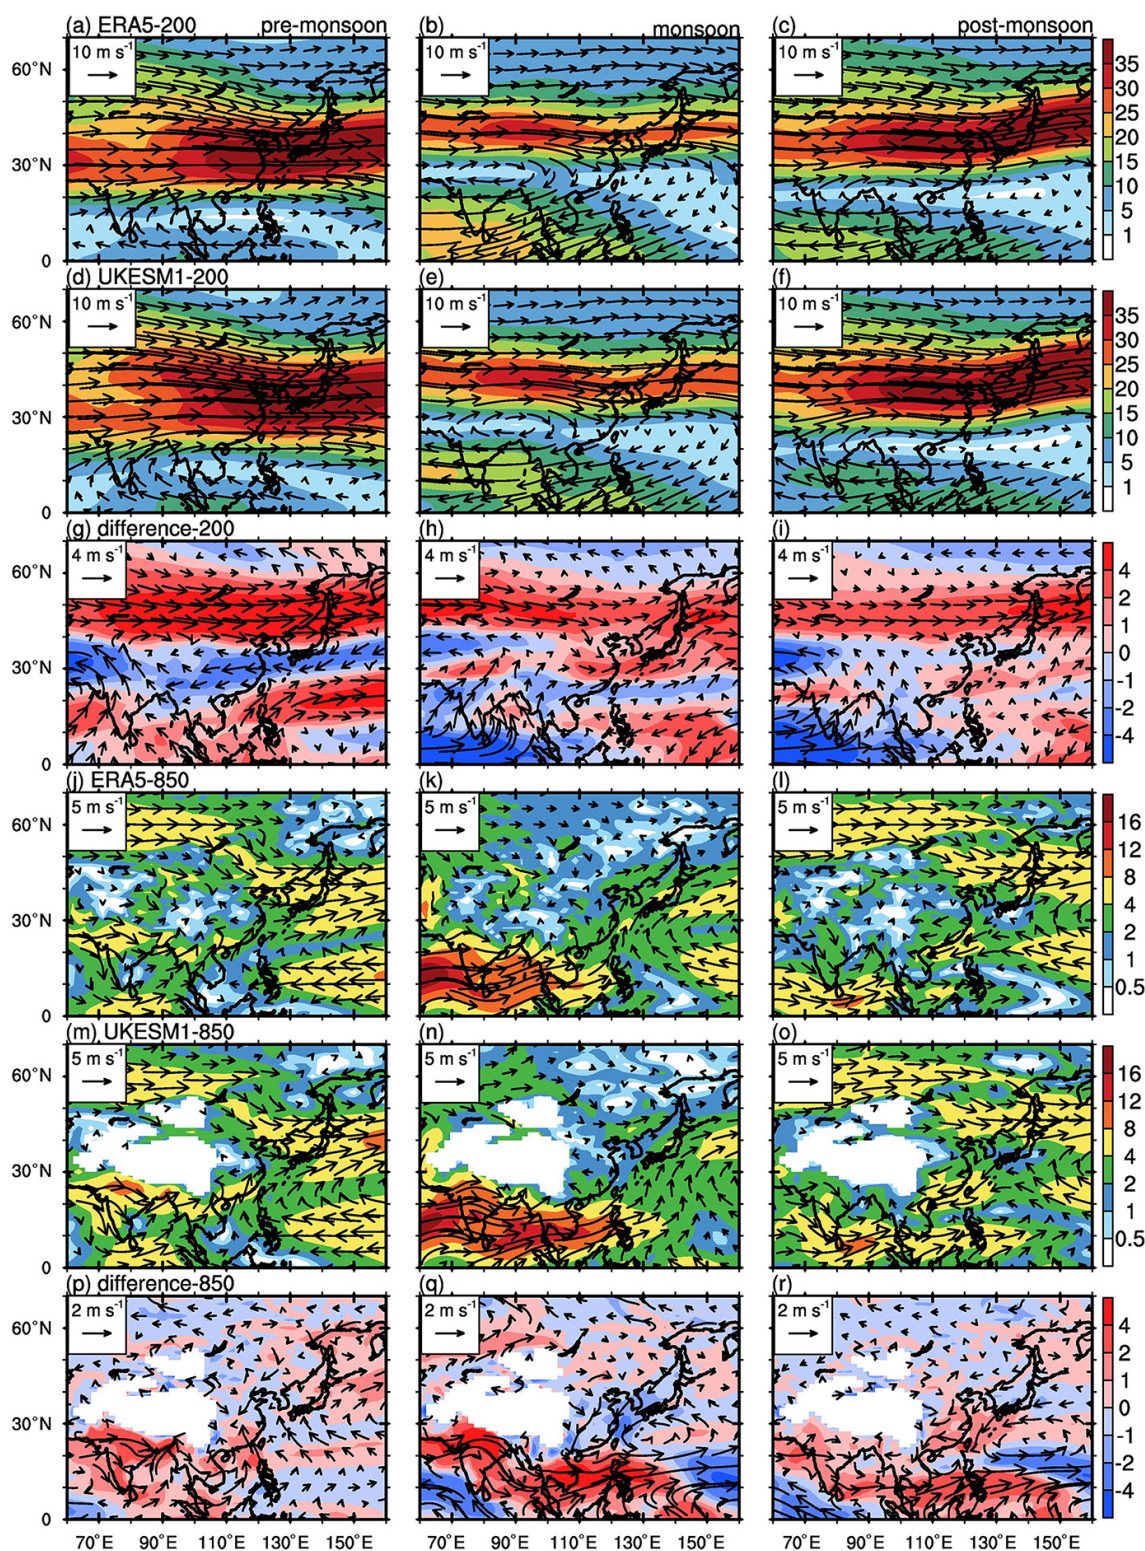 (a) ERA5-200 pre-monsoon
(b) monsoon
(c) post-monsoon
10 m s-1
10 m s-1
10 m s-1
60°N
30°N
0
35
30
25
20
15
10
5
1
(d) UKESM1-200
(e)
(f)
10 m s-1
10 m s-1
10 m s-1
60°N
30°N
0
35
30
25
20
15
10
5
1
(g) difference-200
(h)
(i)
4 m s-1
4 m s-1
4 m s-1
60°N
30°N
0
4
2
1
0
-1
-2
-4
(j) ERA5-850
(k)
(l)
5 m s-1
5 m s-1
5 m s-1
60°N
30°N
0
16
12
8
4
2
1
0.5
(m) UKESM1-850
(n)
(o)
5 m s-1
5 m s-1
5 m s-1
60°N
30°N
0
16
12
8
4
2
1
0.5
(p) difference-850
(q)
(r)
2 m s-1
2 m s-1
2 m s-1
60°N
30°N
0
4
2
1
0
-1
-2
-4
70°E 90°E 110°E 130°E 150°E
70°E 90°E 110°E 130°E 150°E
70°E 90°E 110°E 130°E 150°E